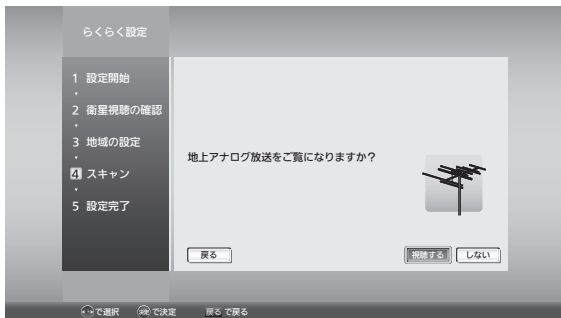 らくらく設定
1 設定開始
2 衛星視聴の確認
3 地域の設定
4 スキャン
5 設定完了
地上アナログ放送をご覧になりますか？
戻る
視聴する
しない
で選択 決定 で決定 戻る で戻る